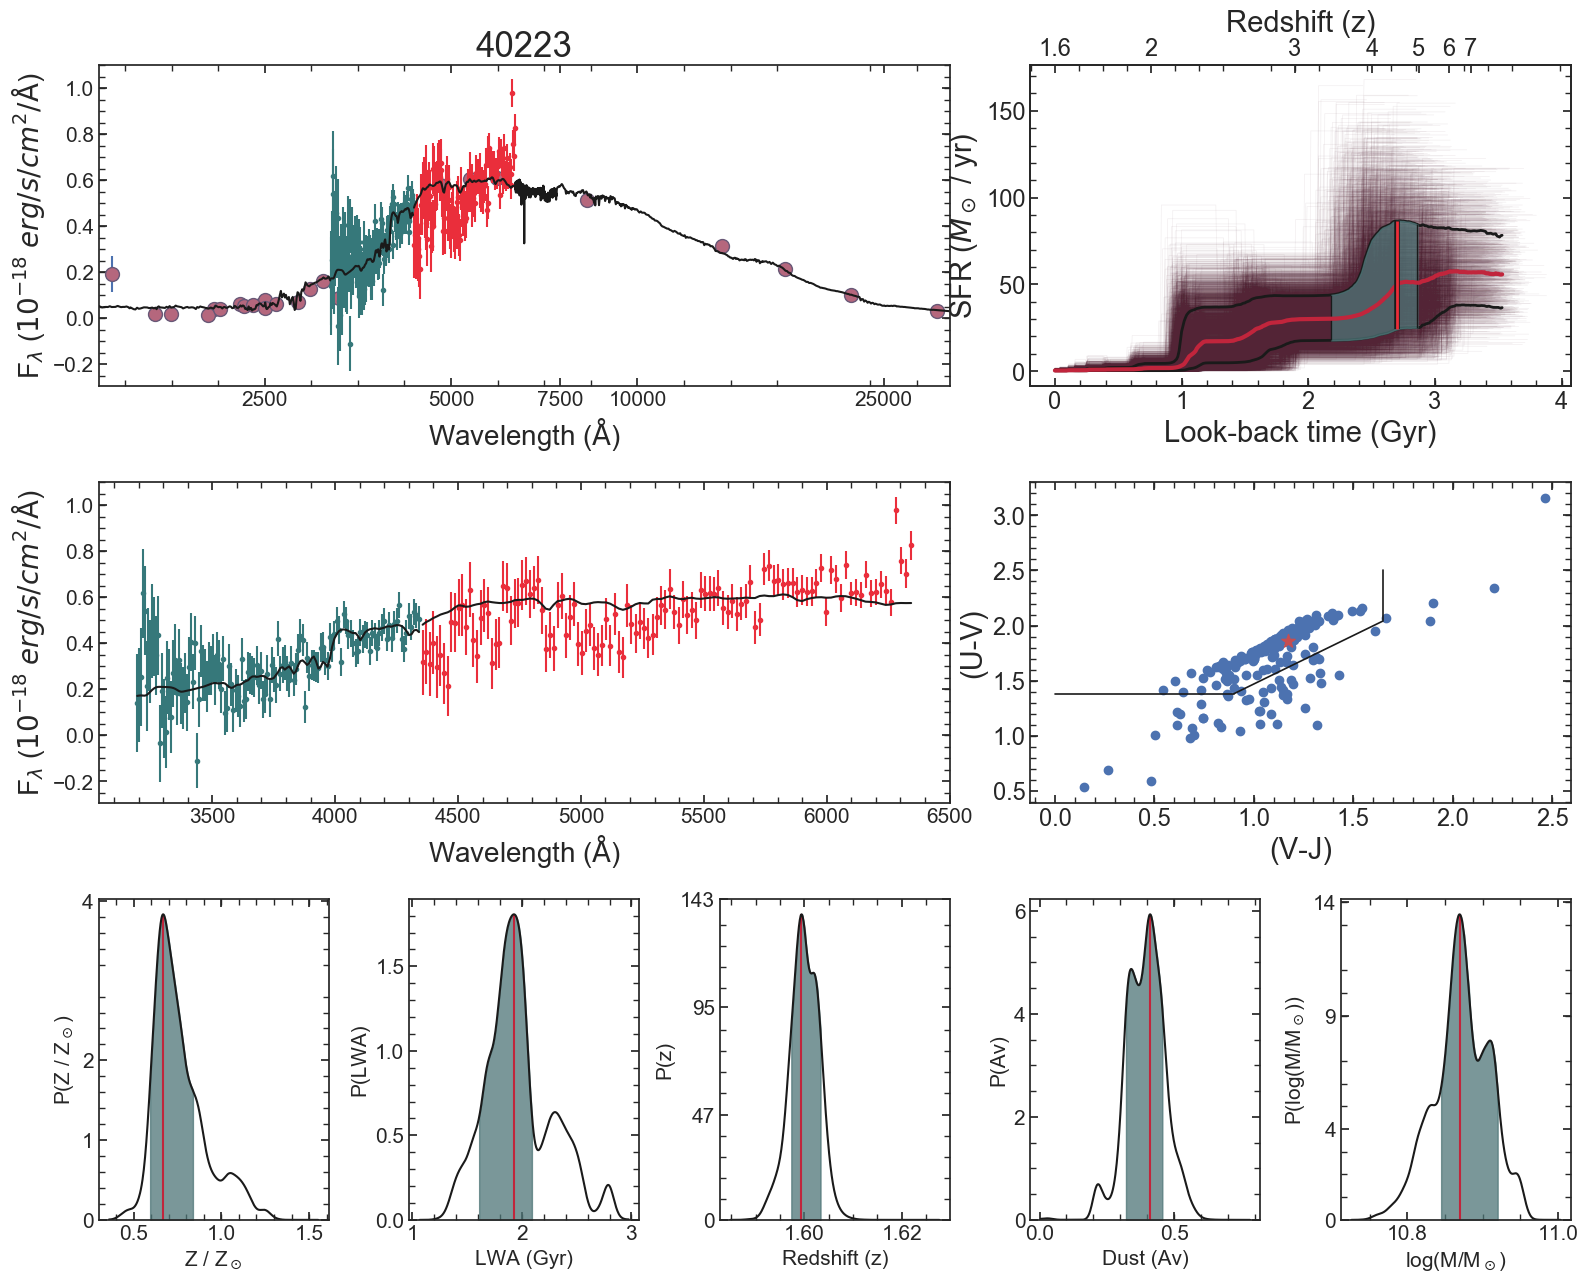 40223
1.0
0.8
0.6
0.4
0.2
0.0
−0.2
F_λ (10^{−18} erg/s/cm^2/Å)
2500 5000 7500 10000 25000
Wavelength (Å)
Redshift (z)
1.6 2 3 4 5 6 7
150
100
50
0
SFR (M_⊙ / yr)
0 1 2 3 4
Look-back time (Gyr)
1.0
0.8
0.6
0.4
0.2
0.0
−0.2
F_λ (10^{−18} erg/s/cm^2/Å)
3500 4000 4500 5000 5500 6000 6500
Wavelength (Å)
3.0
2.5
2.0
1.5
1.0
0.5
(U-V)
0.0 0.5 1.0 1.5 2.0 2.5
(V-J)
4
2
1
0
P(Z / Z_⊙)
0.5 1.0 1.5
Z / Z_⊙
1.5
1.0
0.5
0.0
P(LWA)
1 2 3
LWA (Gyr)
143
95
47
0
P(z)
1.60 1.62
Redshift (z)
6
4
2
0
P(Av)
0.0 0.5
Dust (Av)
14
9
4
0
P(log(M/M_⊙))
10.8 11.0
log(M/M_⊙)